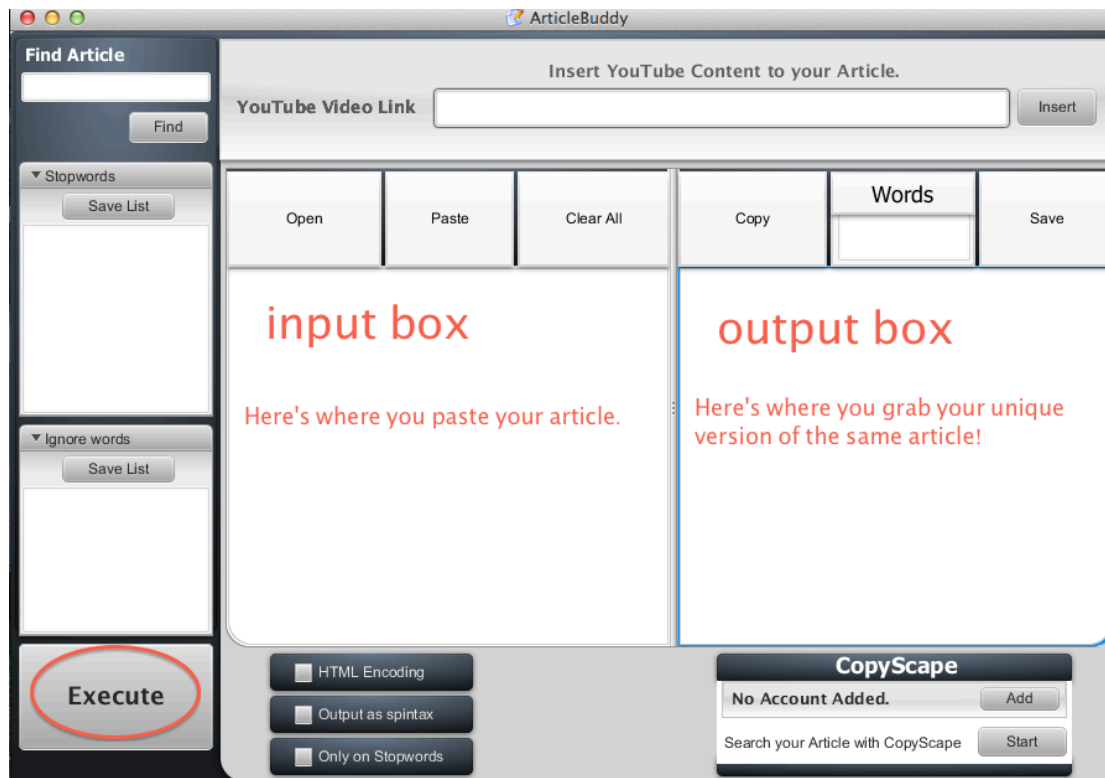 ArticleBuddy
Find Article
Find
Insert YouTube Content to your Article.
YouTube Video Link
Insert
Stopwords
Save List
Open
Paste
Clear All
Copy
Words
Save
input box
Here's where you paste your article.
output box
Here's where you grab your unique
version of the same article!
Ignore words
Save List
Execute
HTML Encoding
Output as spintax
Only on Stopwords
CopyScape
No Account Added.
Add
Search your Article with CopyScape
Start